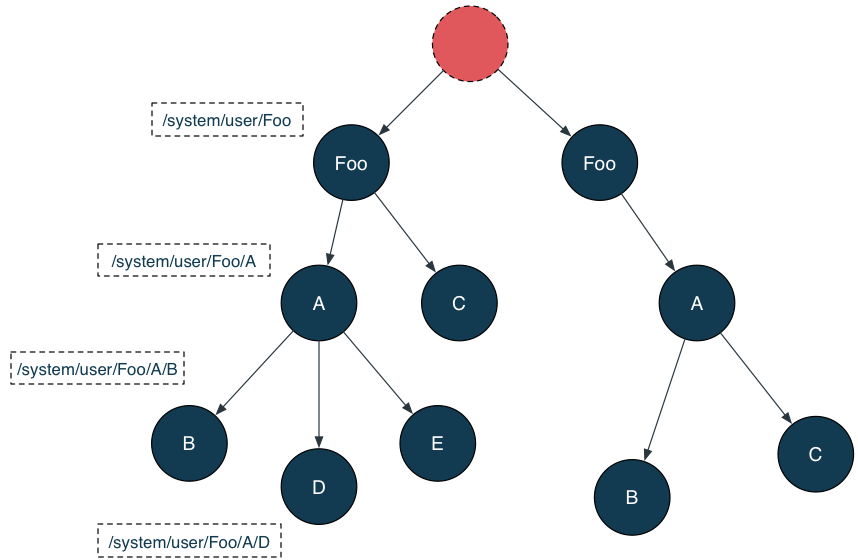 /system/user/Foo
Foo
Foo
/system/user/Foo/A
A
C
A
/system/user/Foo/A/B
B
E
C
D
B
/system/user/Foo/A/D